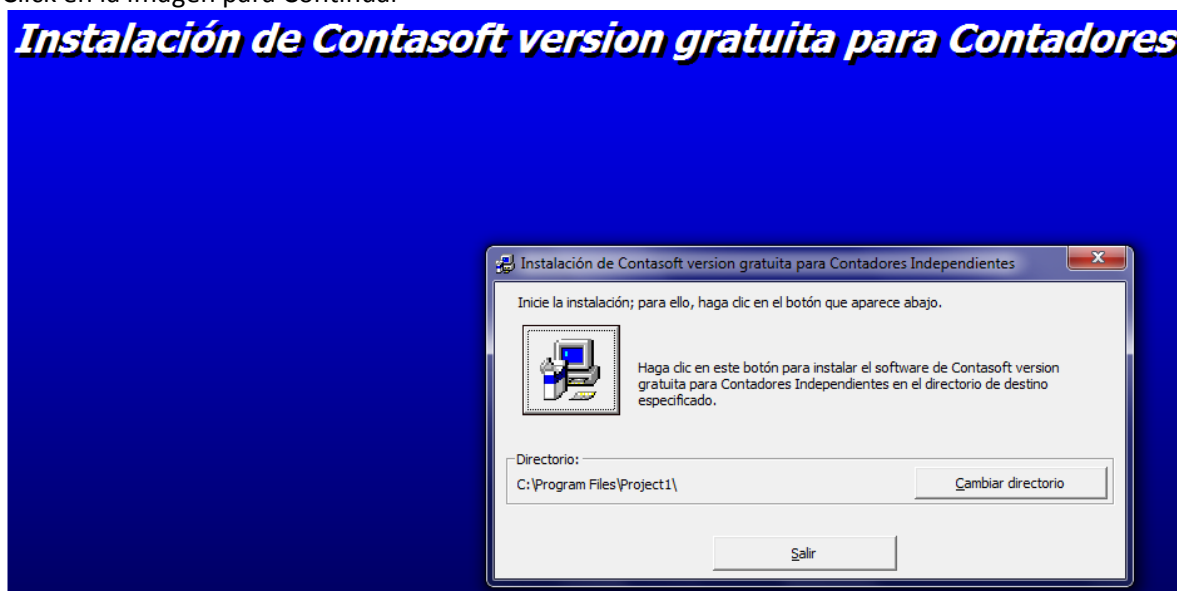 Click en la imagen para Continuar
Instalación de Contasoft version gratuita para Contadores
Instalación de Contasoft version gratuita para Contadores Independientes
Inicie la instalación; para ello, haga clic en el botón que aparece abajo.
Haga clic en este botón para instalar el software de Contasoft version
gratuita para Contadores Independientes en el directorio de destino
especificado.
Directorio:
C:\Program Files\Project1\
Cambiar directorio
Salir